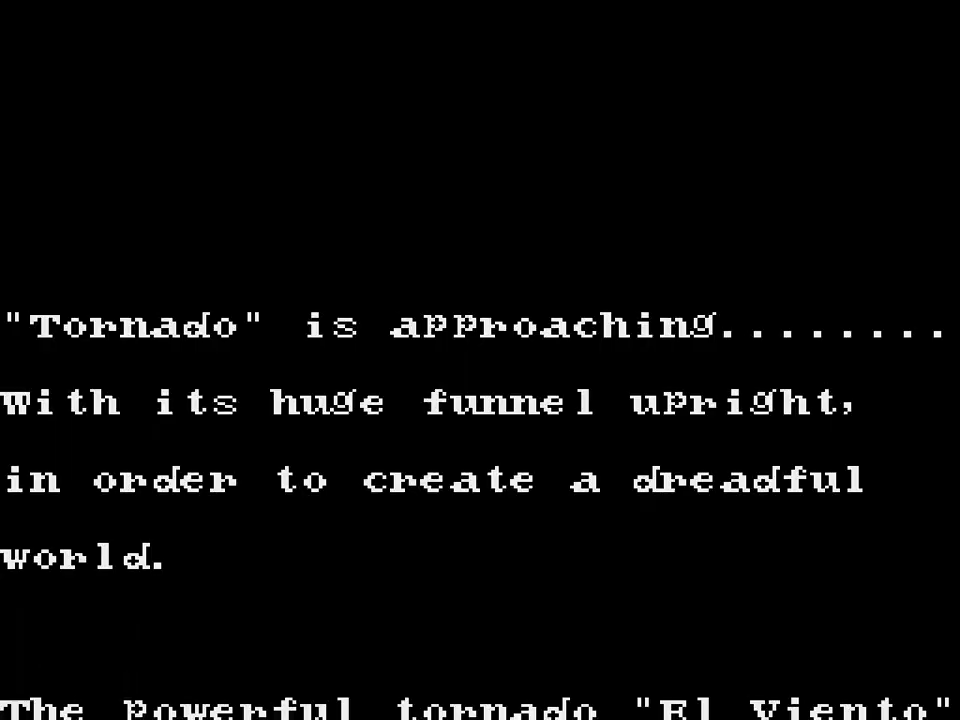 "Tornado" is approaching........
With its huge funnel upright,
in order to create a dreadful
world.
The powerful tornado "El Viento"